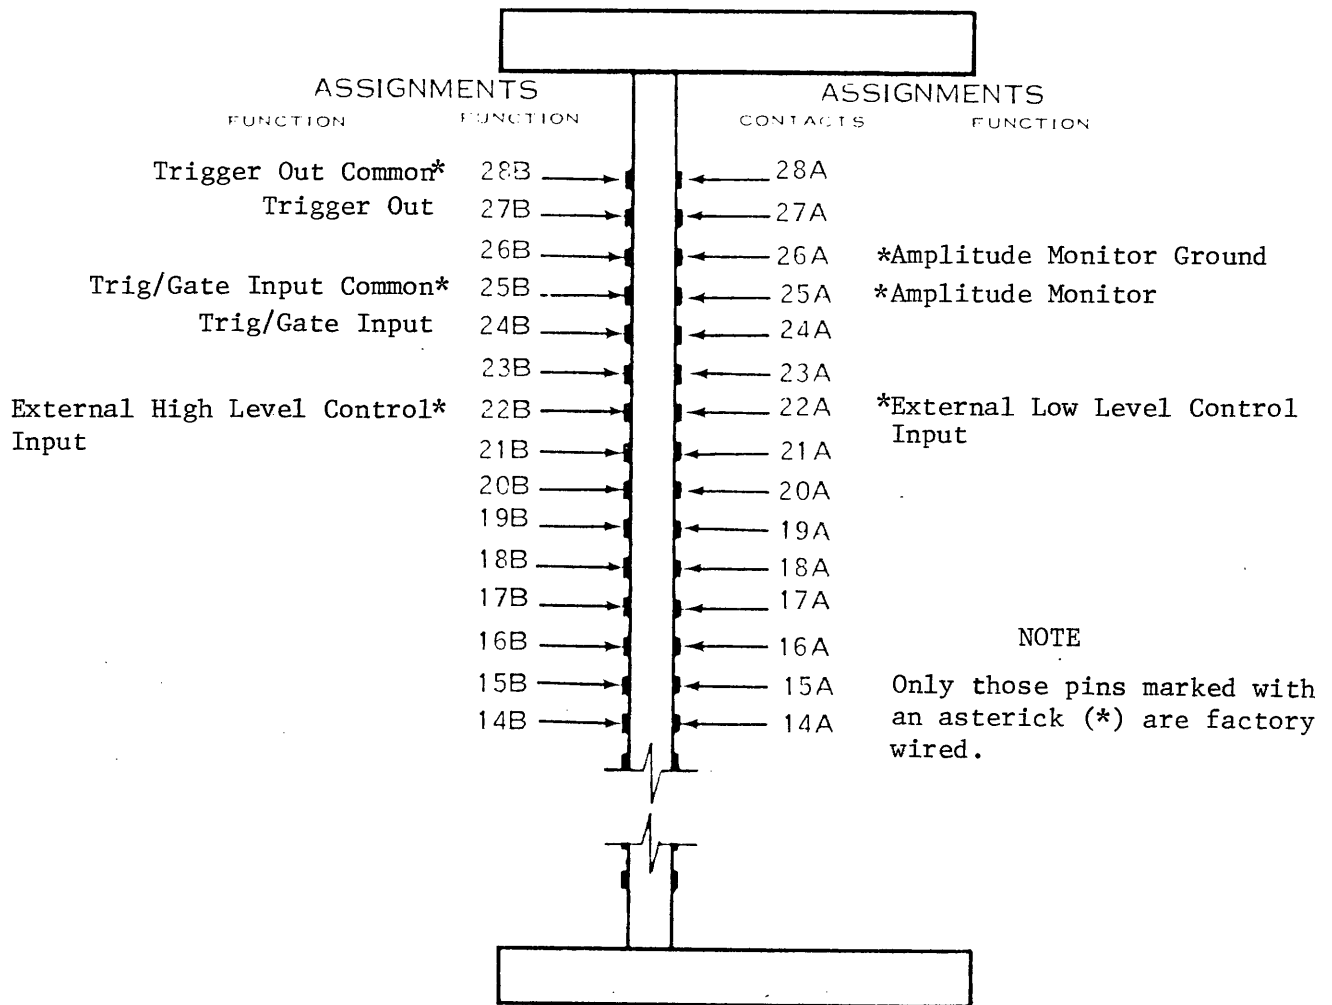 ASSIGNMENTS ASSIGNMENTS
FUNCTION FUNCTION CONTACTS FUNCTION
Trigger Out Common* 28B 28A
Trigger Out 27B 27A
26B 26A *Amplitude Monitor Ground
Trig/Gate Input Common* 25B 25A *Amplitude Monitor
Trig/Gate Input 24B 24A
23B 23A
External High Level Control* 22B 22A *External Low Level Control
Input Input
21B 21A
20B 20A
19B 19A
18B 18A
17B 17A
16B 16A
15B 15A
14B 14A
NOTE
Only those pins marked with
an asterick (*) are factory
wired.